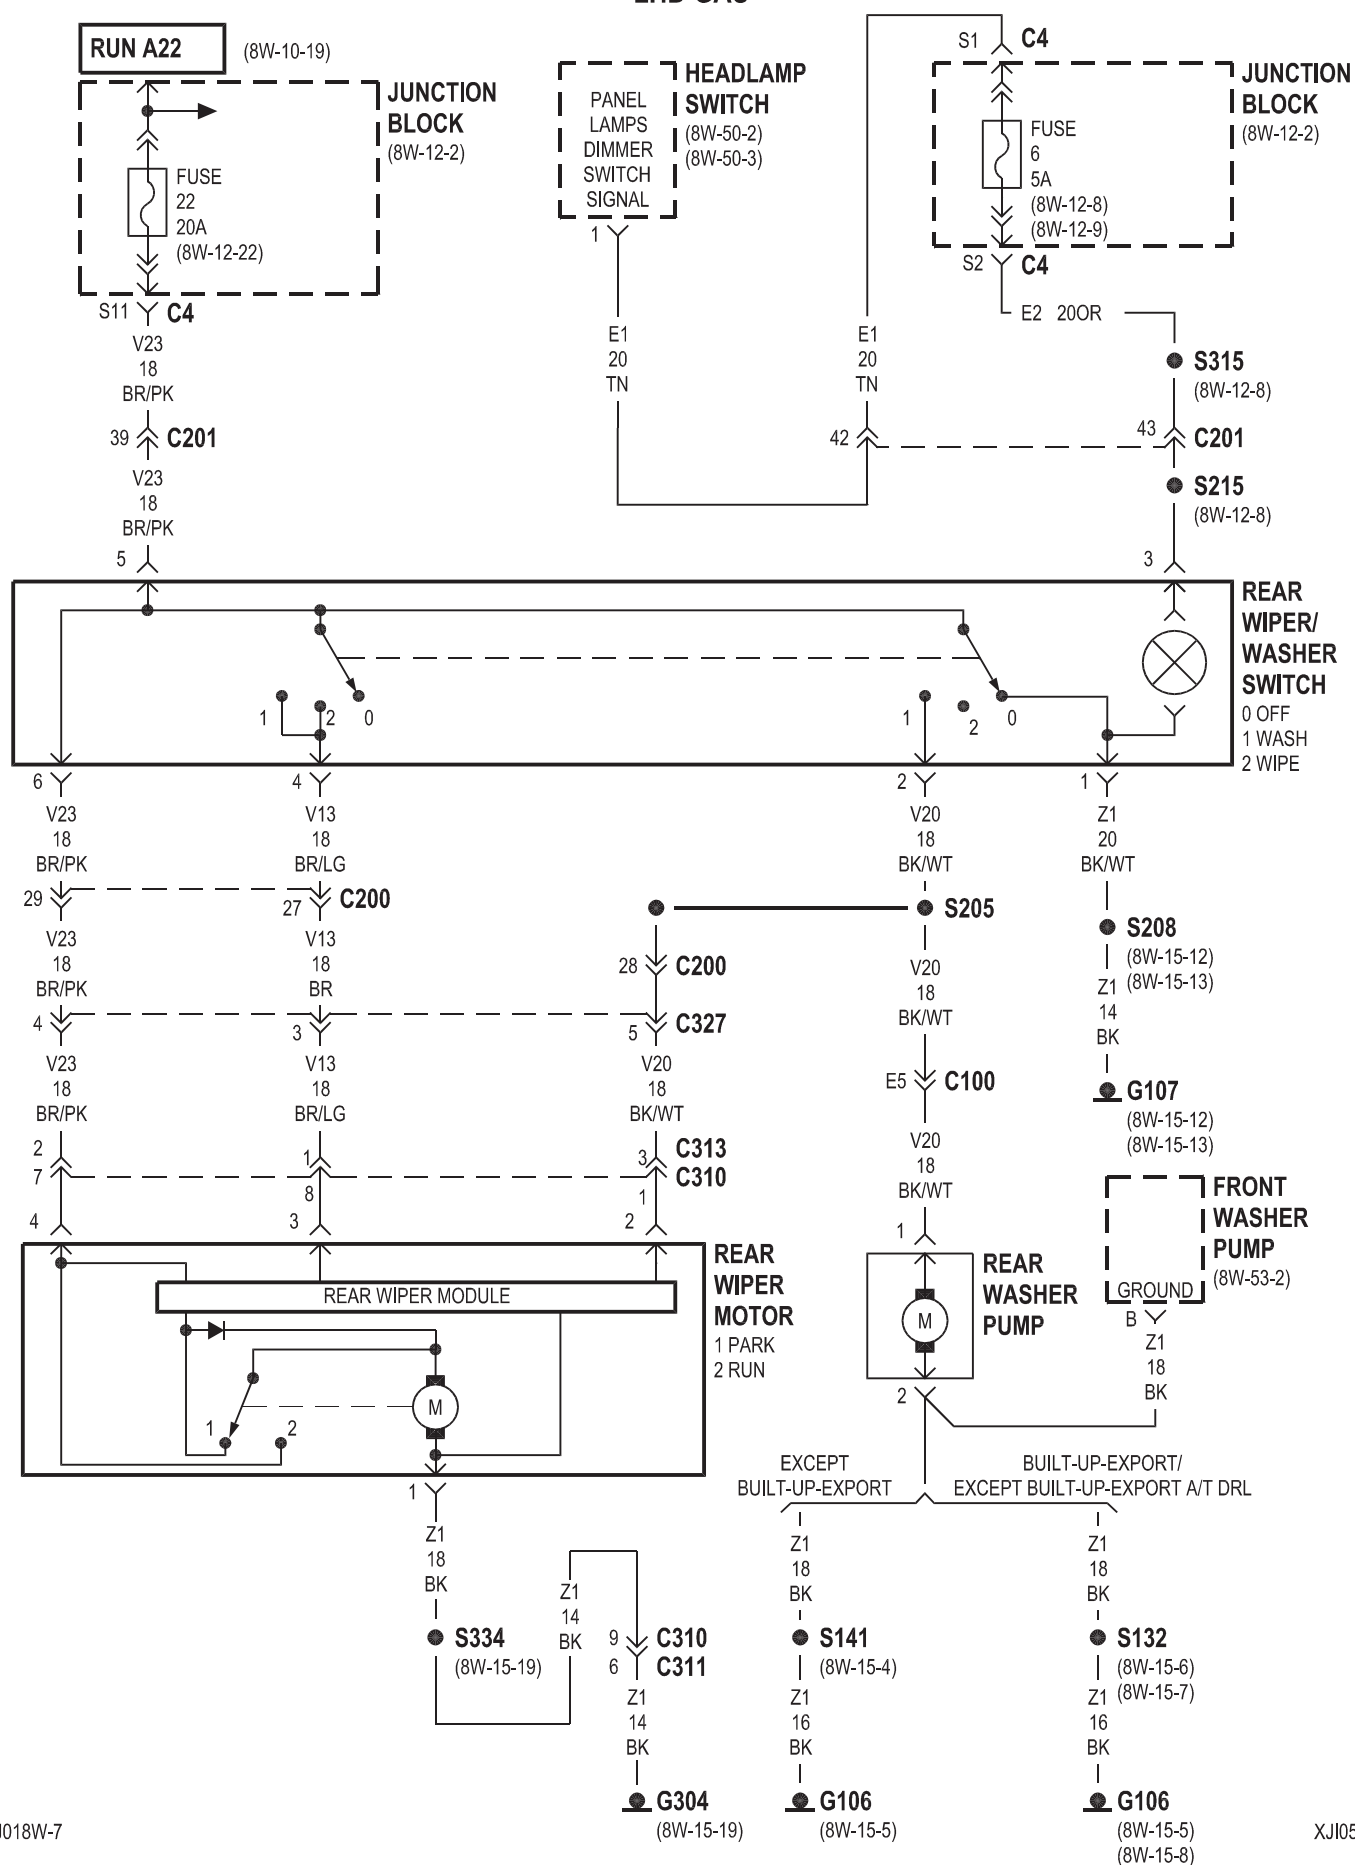 LHD GAS
RUN A22
(8W-10-19)
JUNCTION
BLOCK
(8W-12-2)
FUSE
22
20A
(8W-12-22)
S11
C4
V23
18
BR/PK
39
C201
V23
18
BR/PK
5
PANEL
LAMPS
DIMMER
SWITCH
SIGNAL
HEADLAMP
SWITCH
(8W-50-2)
(8W-50-3)
1
E1
20
TN
E1
20
TN
42
S1
C4
JUNCTION
BLOCK
(8W-12-2)
FUSE
6
5A
(8W-12-8)
(8W-12-9)
S2
C4
E2 20OR
S315
(8W-12-8)
43
C201
S215
(8W-12-8)
3
REAR
WIPER/
WASHER
SWITCH
0 OFF
1 WASH
2 WIPE
1
2
0
1
2
0
6
4
2
1
V23
18
BR/PK
V13
18
BR/LG
V20
18
BK/WT
Z1
20
BK/WT
29
27
C200
S205
S208
(8W-15-12)
(8W-15-13)
V23
18
BR/PK
V13
18
BR
28
C200
V20
18
BK/WT
Z1
14
BK
4
3
5
C327
V23
18
BR/PK
V13
18
BR/LG
V20
18
BK/WT
E5
C100
G107
(8W-15-12)
(8W-15-13)
2
1
3
C313
7
8
1
C310
V20
18
BK/WT
4
3
2
1
REAR
WIPER
MOTOR
1 PARK
2 RUN
REAR WIPER MODULE
M
1
2
1
REAR
WASHER
PUMP
M
2
FRONT
WASHER
PUMP
(8W-53-2)
GROUND
B
Z1
18
BK
EXCEPT
BUILT-UP-EXPORT
BUILT-UP-EXPORT/
EXCEPT BUILT-UP-EXPORT A/T DRL
Z1
18
BK
S334
(8W-15-19)
Z1
14
BK
9
C310
6
C311
Z1
14
BK
G304
(8W-15-19)
Z1
18
BK
S141
(8W-15-4)
Z1
16
BK
G106
(8W-15-5)
Z1
18
BK
S132
(8W-15-6)
(8W-15-7)
Z1
16
BK
G106
(8W-15-5)
(8W-15-8)
J018W-7
XJI05